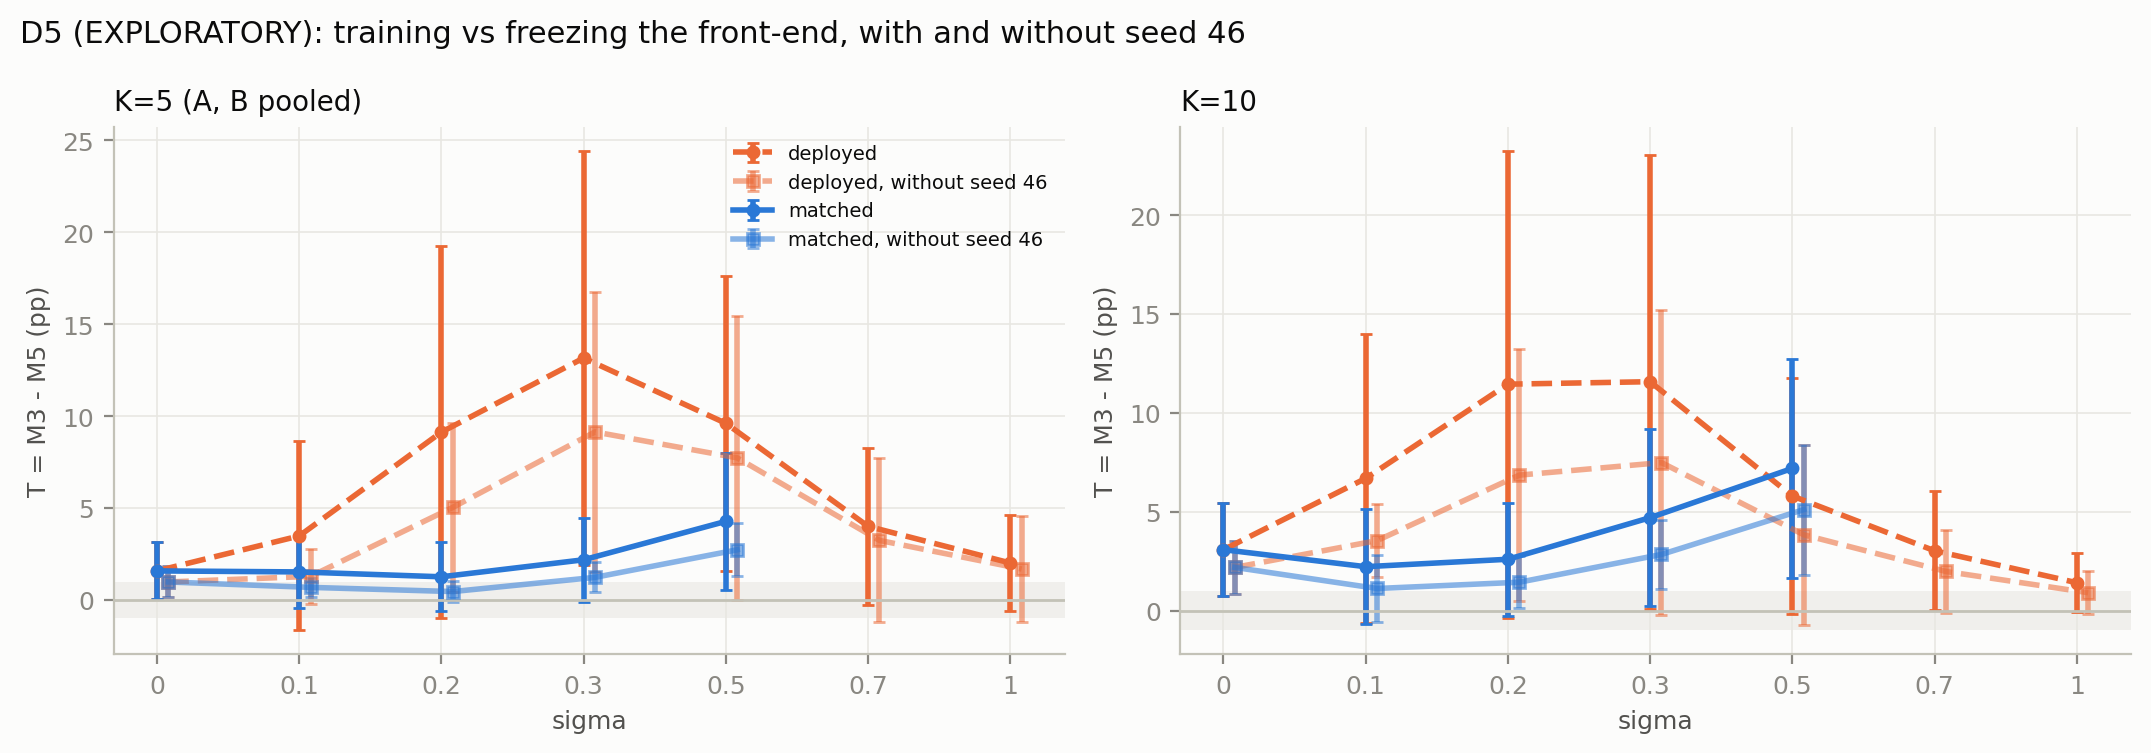 D5 (EXPLORATORY): training vs freezing the front-end, with and without seed 46
K=5 (A, B pooled)
25
20
15
10
5
0
T = M3 - M5 (pp)
deployed
deployed, without seed 46
matched
matched, without seed 46
0 0.1 0.2 0.3 0.5 0.7 1
sigma
K=10
20
15
10
5
0
T = M3 - M5 (pp)
0 0.1 0.2 0.3 0.5 0.7 1
sigma